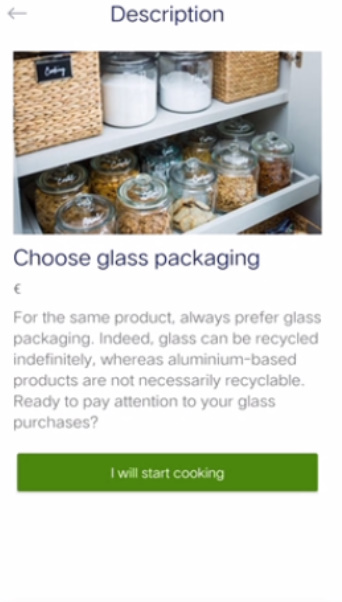 Description
Cooking
Choose glass packaging
€
For the same product, always prefer glass
packaging. Indeed, glass can be recycled
indefinitely, whereas aluminium-based
products are not necessarily recyclable.
Ready to pay attention to your glass
purchases?
I will start cooking